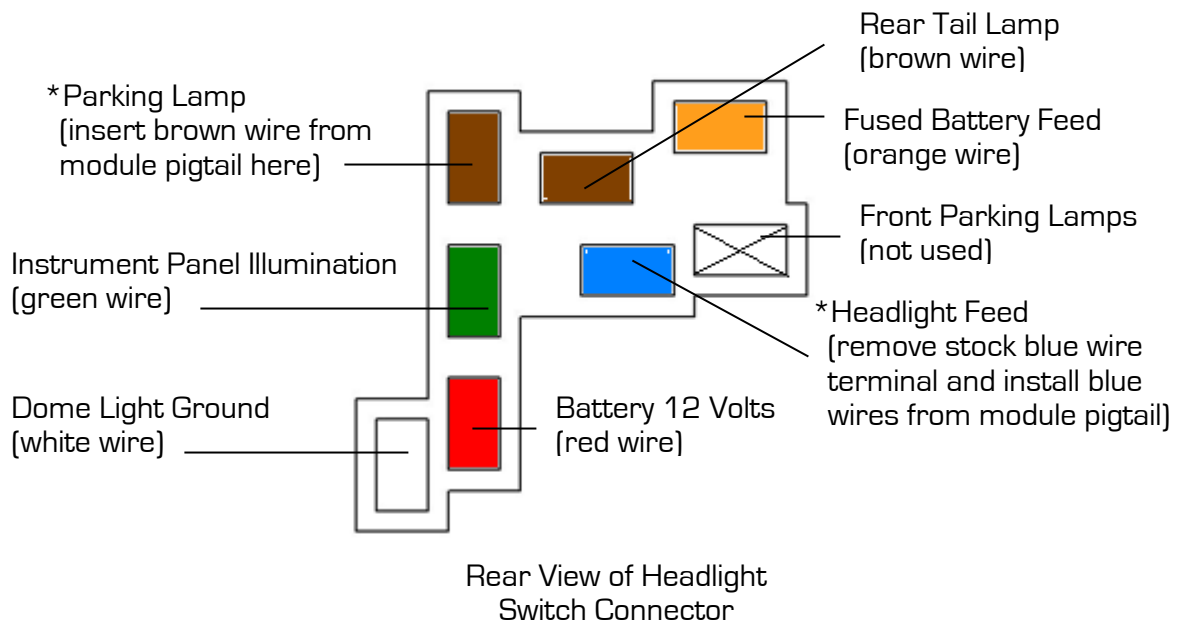 Rear Tail Lamp
(brown wire)
*Parking Lamp
(insert brown wire from
module pigtail here)
Fused Battery Feed
(orange wire)
Front Parking Lamps
(not used)
Instrument Panel Illumination
(green wire)
*Headlight Feed
(remove stock blue wire
terminal and install blue
wires from module pigtail)
Dome Light Ground
(white wire)
Battery 12 Volts
(red wire)
Rear View of Headlight
Switch Connector